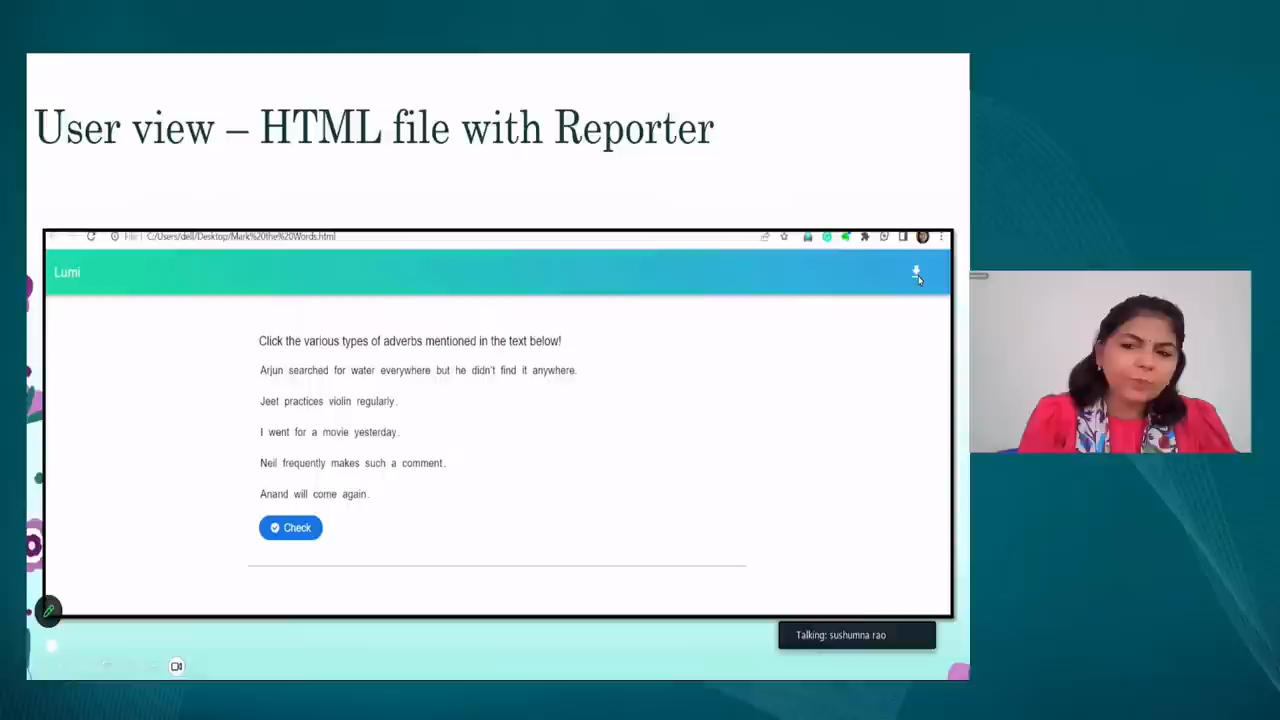 User view – HTML file with Reporter
File C:/Users/dell/Desktop/Mark%20the%20Words.html
Lumi
Click the various types of adverbs mentioned in the text below!
Arjun searched for water everywhere but he didn't find it anywhere.
Jeet practices violin regularly.
I went for a movie yesterday.
Neil frequently makes such a comment.
Anand will come again.
Check
Talking: sushumna rao